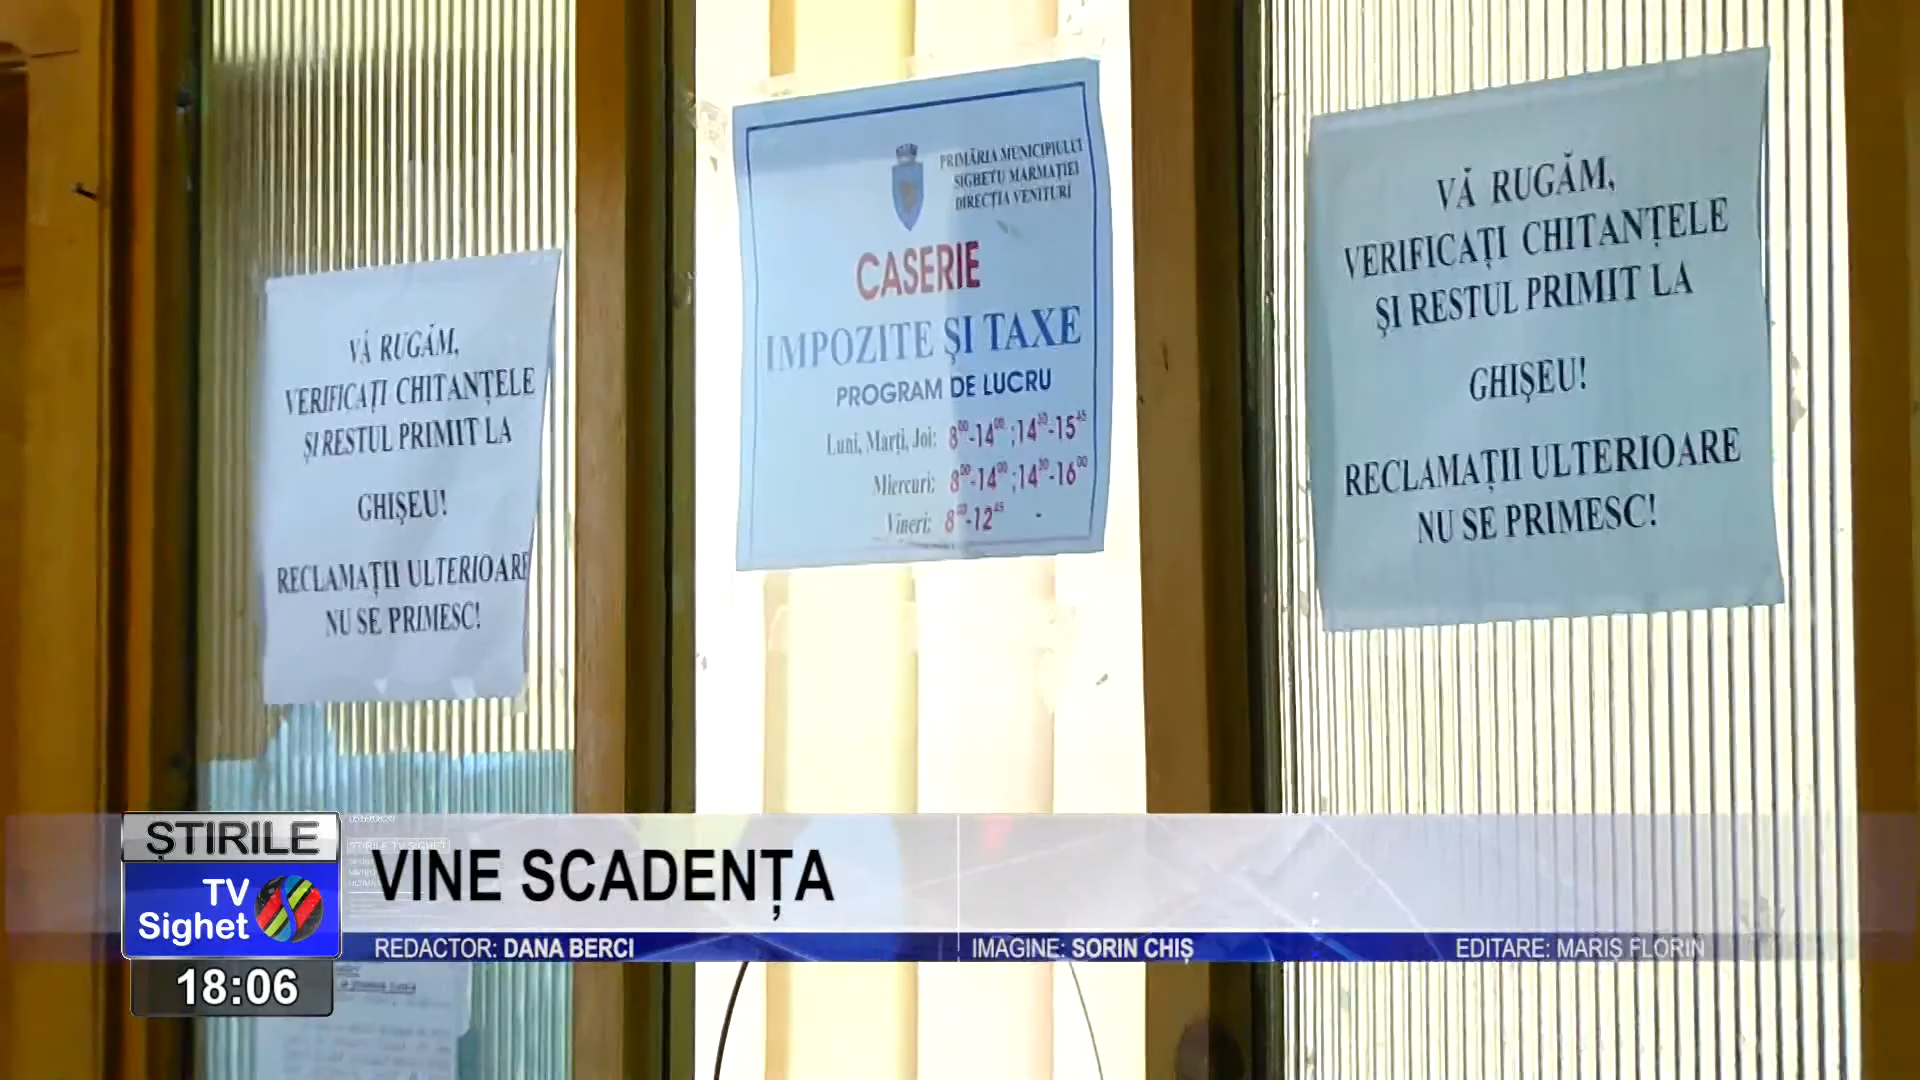 VĂ RUGĂM,
VERIFICAȚI CHITANȚELE
ȘI RESTUL PRIMIT LA
GHIȘEU!
RECLAMAȚII ULTERIOARE
NU SE PRIMESC!
PRIMĂRIA MUNICIPIULUI
SIGHETU MARMAȚIEI
DIRECȚIA VENITURI
CASERIE
IMPOZITE ȘI TAXE
PROGRAM DE LUCRU
Luni, Marți, Joi: 8⁰⁰-14⁰⁰;14³⁰-15⁴⁵
Miercuri: 8⁰⁰-14⁰⁰;14³⁰-16⁰⁰
Vineri: 8⁰⁰-12⁴⁵ -
VĂ RUGĂM,
VERIFICAȚI CHITANȚELE
ȘI RESTUL PRIMIT LA
GHIȘEU!
RECLAMAȚII ULTERIOARE
NU SE PRIMESC!
ȘTIRILE
TV
Sighet
18:06
STIRILE TV SIGHET
VINE SCADENȚA
REDACTOR: DANA BERCI
IMAGINE: SORIN CHIȘ
EDITARE: MARIȘ FLORIN